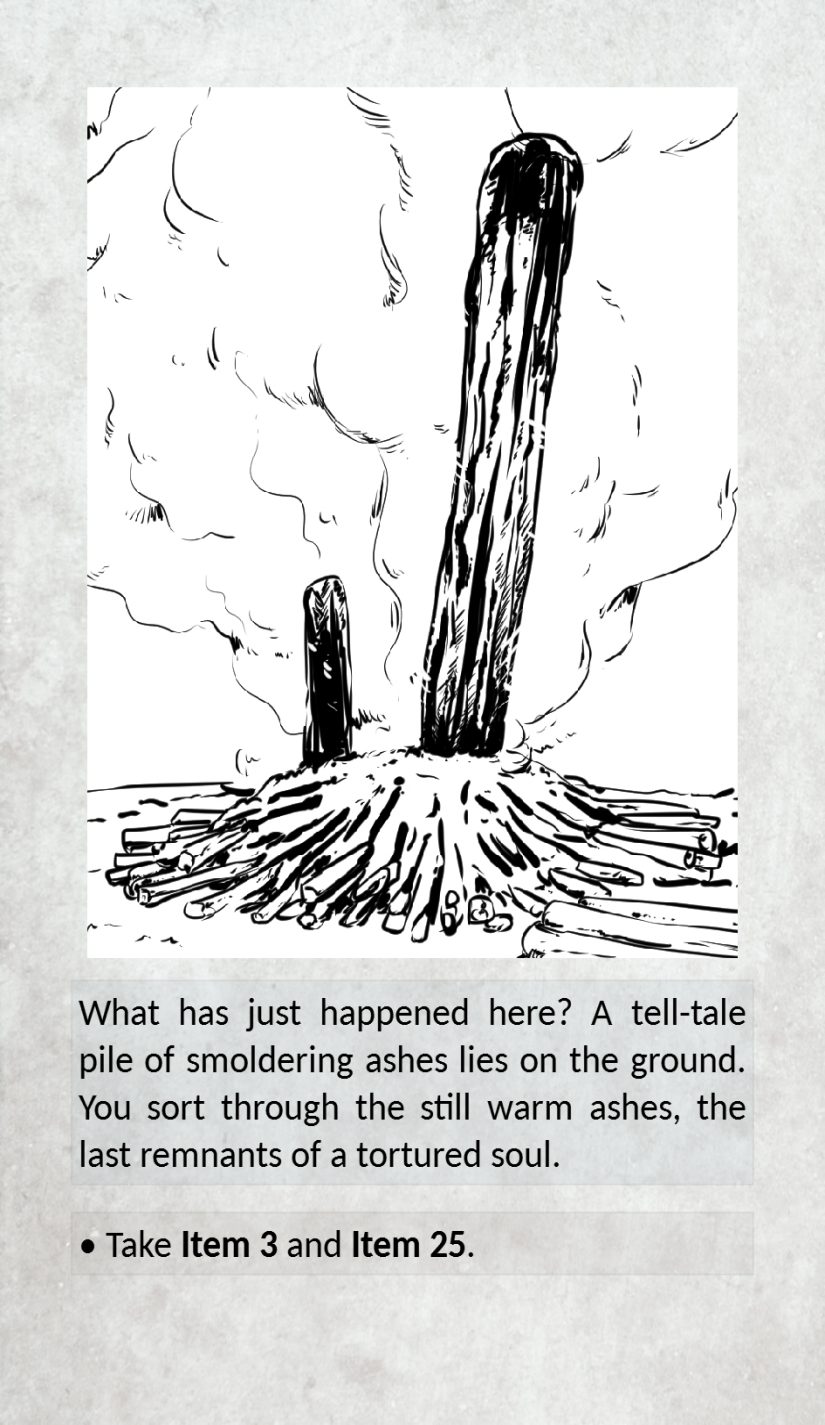 What has just happened here? A tell-tale
pile of smoldering ashes lies on the ground.
You sort through the still warm ashes, the
last remnants of a tortured soul.
• Take Item 3 and Item 25.